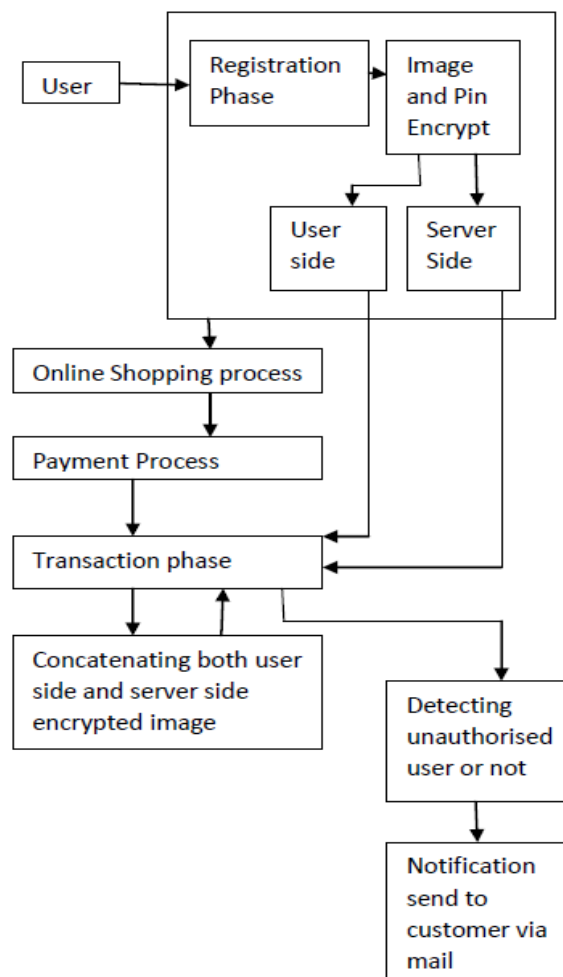 User
Registration
Phase
Image
and Pin
Encrypt
User
side
Server
Side
Online Shopping process
Payment Process
Transaction phase
Concatenating both user
side and server side
encrypted image
Detecting
unauthorised
user or not
Notification
send to
customer via
mail